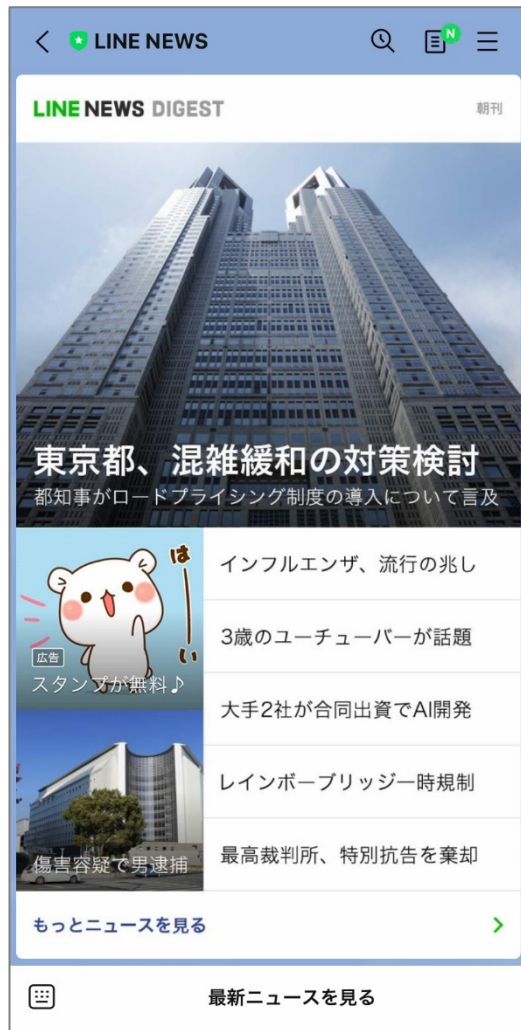 LINE NEWS
N
LINE NEWS DIGEST
朝刊
東京都、混雑緩和の対策検討
都知事がロードプライシング制度の導入について言及
はーい
広告
スタンプが無料♪
傷害容疑で男逮捕
インフルエンザ、流行の兆し
3歳のユーチューバーが話題
大手2社が合同出資でAI開発
レインボーブリッジ一時規制
最高裁判所、特別抗告を棄却
もっとニュースを見る
最新ニュースを見る